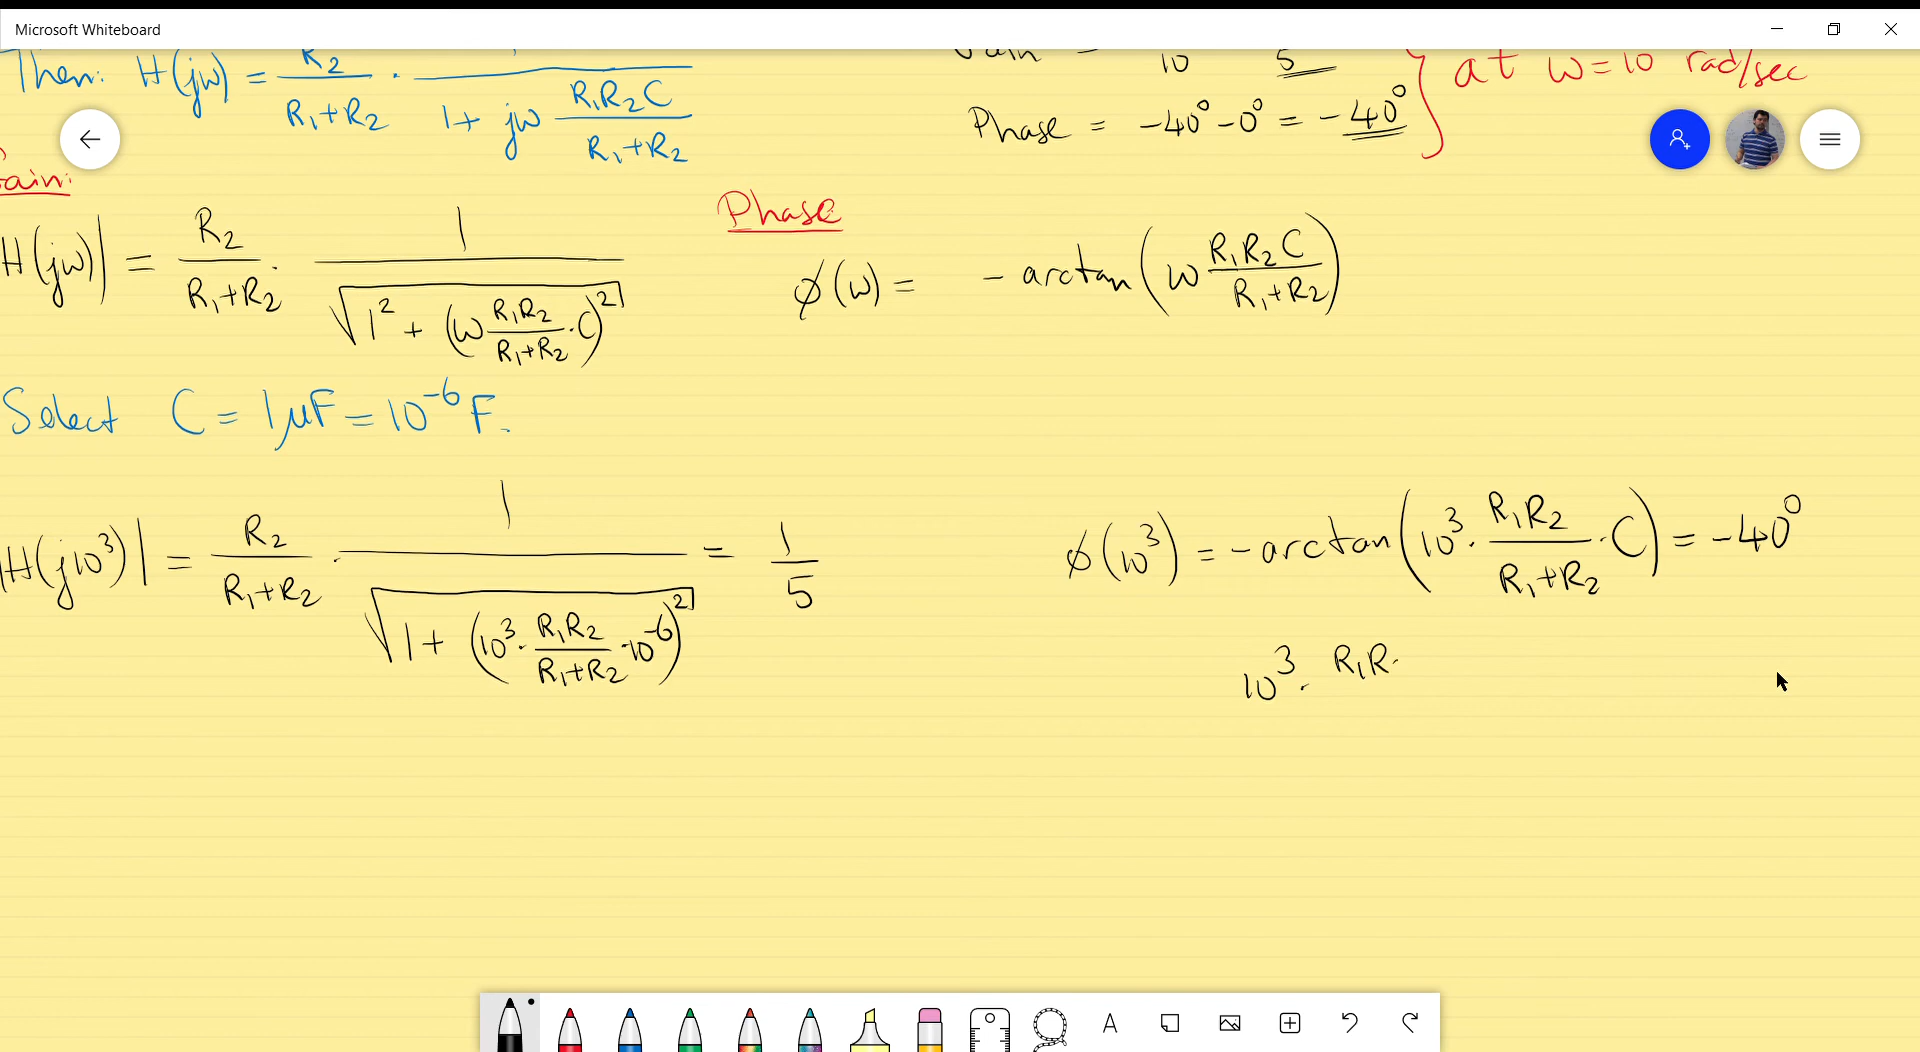 Microsoft Whiteboard
Then: H(jω) = R₂/(R₁+R₂) · 1/(1+ jω R₁R₂C/(R₁+R₂))
10 5
Phase = -40° - 0° = -40°
} at ω=10 rad/sec
ain:
H(jω)| = R₂/(R₁+R₂) · 1/√(1² + (ω R₁R₂/(R₁+R₂) · C)²)
Phase
φ(ω) = - arctan(ω R₁R₂C/(R₁+R₂))
Select C = 1μF = 10⁻⁶ F.
|H(j10³)| = R₂/(R₁+R₂) · 1/√(1 + (10³ · R₁R₂/(R₁+R₂) · 10⁻⁶)²) = 1/5
φ(10³) = - arctan(10³ · R₁R₂/(R₁+R₂) · C) = -40°
10³ · R₁R
A